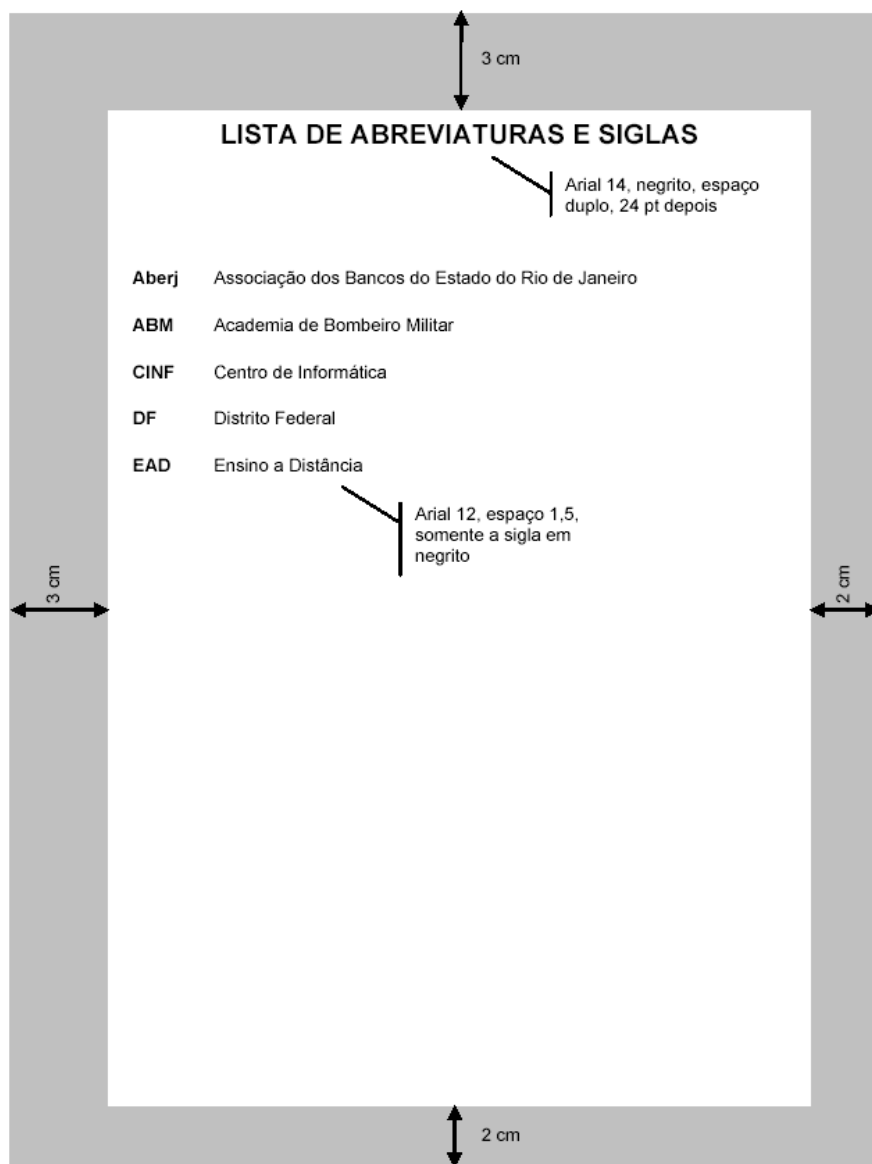 3 cm
LISTA DE ABREVIATURAS E SIGLAS
Arial 14, negrito, espaço
duplo, 24 pt depois
Aberj Associação dos Bancos do Estado do Rio de Janeiro
ABM Academia de Bombeiro Militar
CINF Centro de Informática
DF Distrito Federal
EAD Ensino a Distância
Arial 12, espaço 1,5,
somente a sigla em
negrito
3 cm
2 cm
2 cm